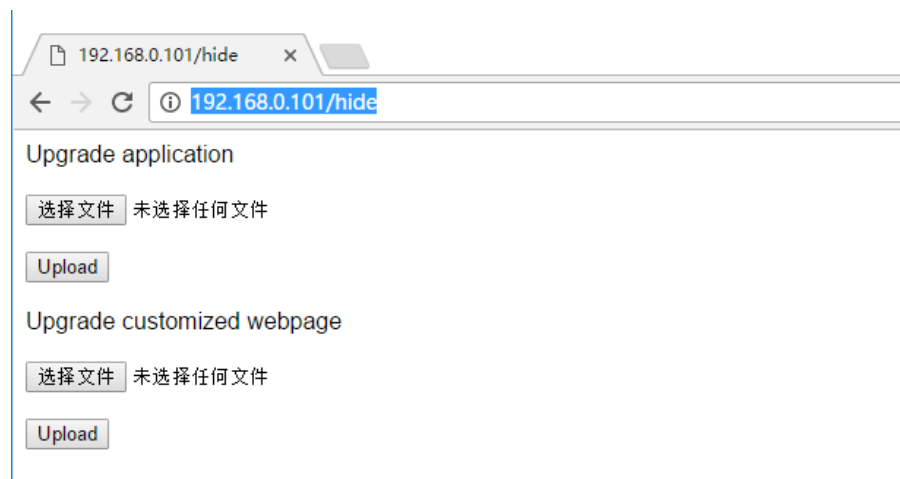 192.168.0.101/hide
192.168.0.101/hide
Upgrade application
选择文件 未选择任何文件
Upload
Upgrade customized webpage
选择文件 未选择任何文件
Upload